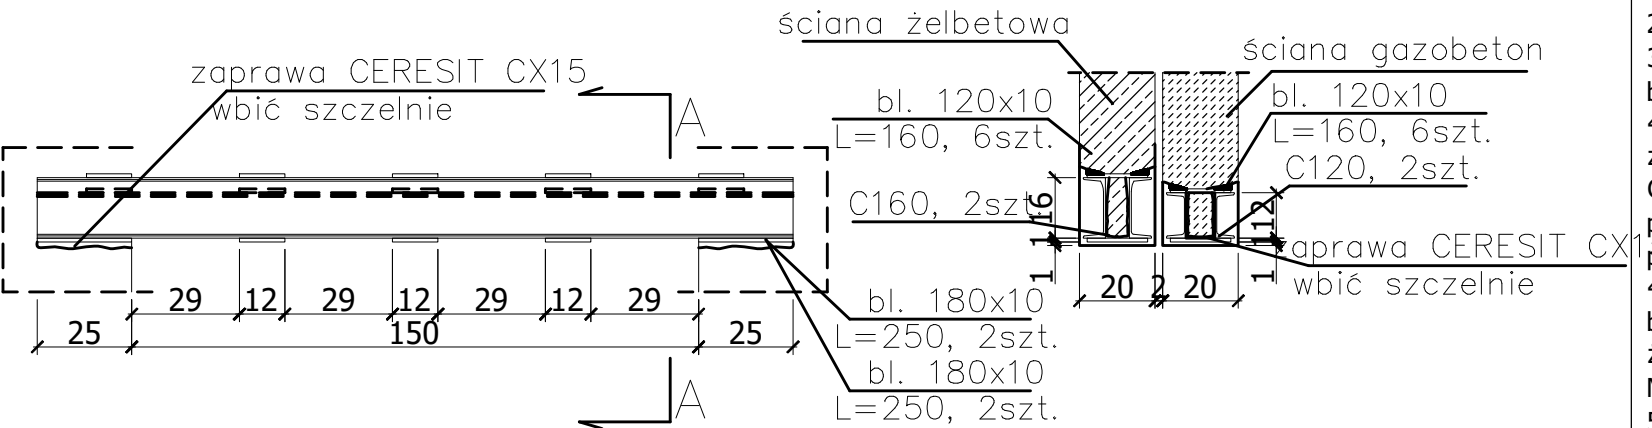 zaprawa CERESIT CX15
wbić szczelnie
A
29
12
29
12
29
12
29
25
150
25
A
bl. 180x10
L=250, 2szt.
bl. 180x10
L=250, 2szt.
ściana żelbetowa
bl. 120x10
L=160, 6szt.
C160, 2szt.
ściana gazobeton
bl. 120x10
L=160, 6szt.
C120, 2szt.
zaprawa CERESIT CX1
wbić szczelnie
16
1
1
12
1
1
20
2
20